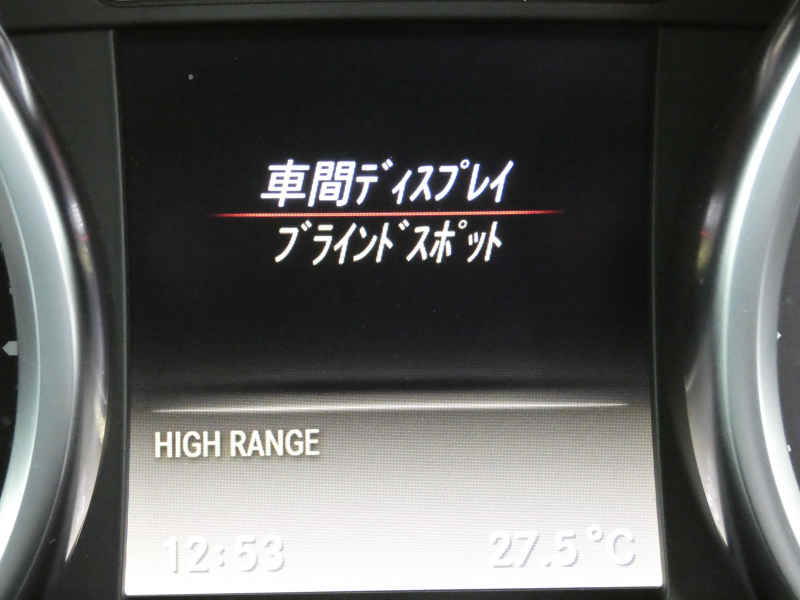 車間ﾃﾞｨｽﾌﾟﾚｲ
ﾌﾞﾗｲﾝﾄﾞｽﾎﾟｯﾄ
HIGH RANGE
12:53 27.5°C